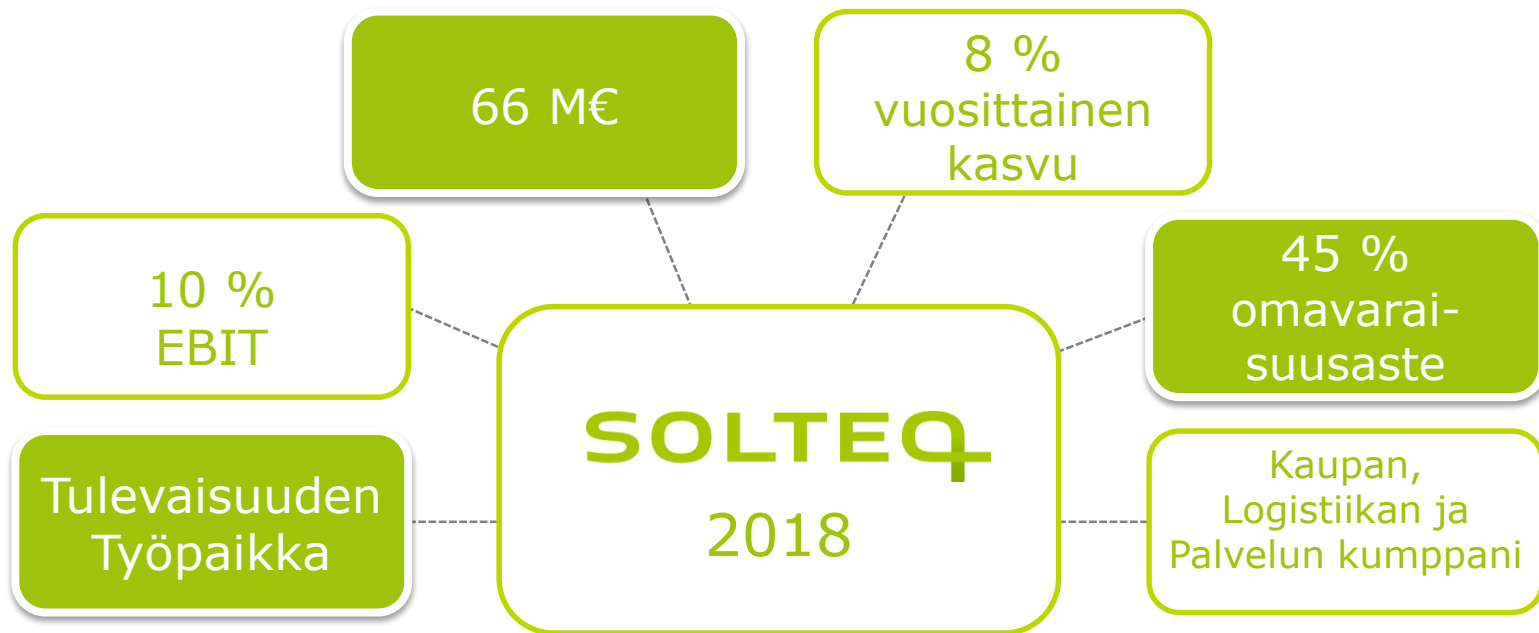 66 M€
8 %
vuosittainen
kasvu
10 %
EBIT
45 %
omavarai-
suusaste
SOLTEQ
2018
Tulevaisuuden
Työpaikka
Kaupan,
Logistiikan ja
Palvelun kumppani